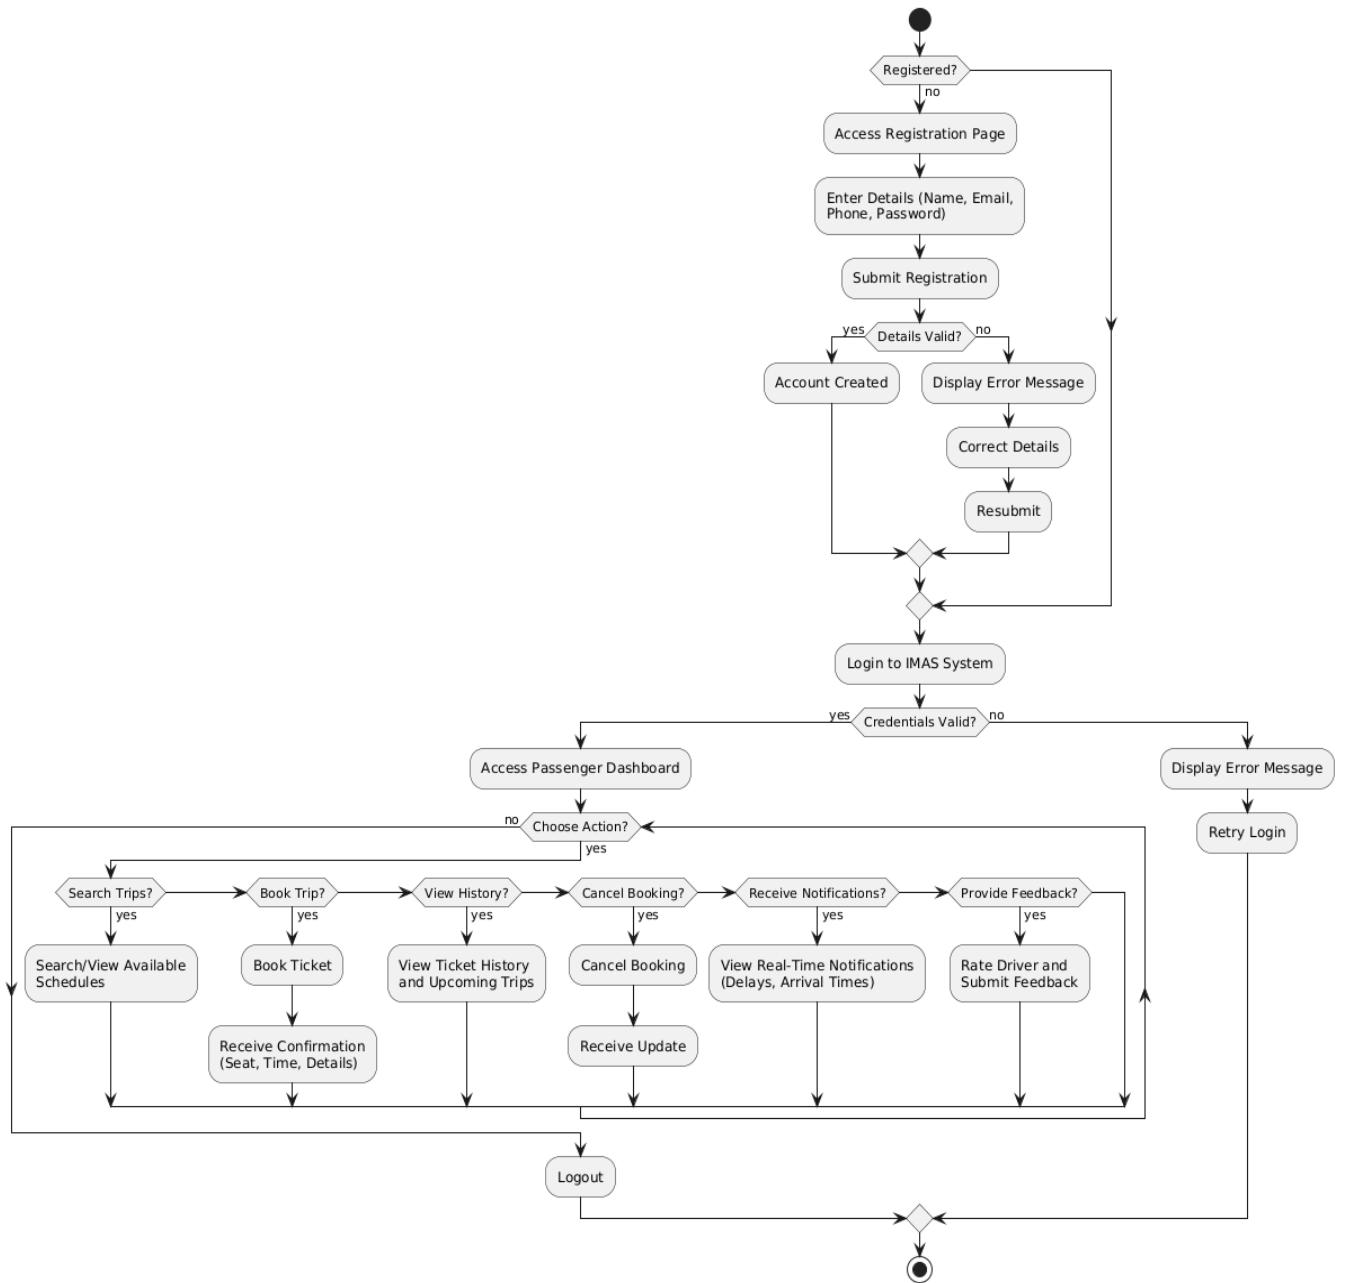 Registered?
no
Access Registration Page
Enter Details (Name, Email,
Phone, Password)
Submit Registration
yes
Details Valid?
no
Account Created
Display Error Message
Correct Details
Resubmit
Login to IMAS System
yes
Credentials Valid?
no
Access Passenger Dashboard
Display Error Message
no
Choose Action?
yes
Retry Login
Search Trips?
Book Trip?
View History?
Cancel Booking?
Receive Notifications?
Provide Feedback?
yes
yes
yes
yes
yes
yes
Search/View Available
Schedules
Book Ticket
View Ticket History
and Upcoming Trips
Cancel Booking
View Real-Time Notifications
(Delays, Arrival Times)
Rate Driver and
Submit Feedback
Receive Confirmation
(Seat, Time, Details)
Receive Update
Logout